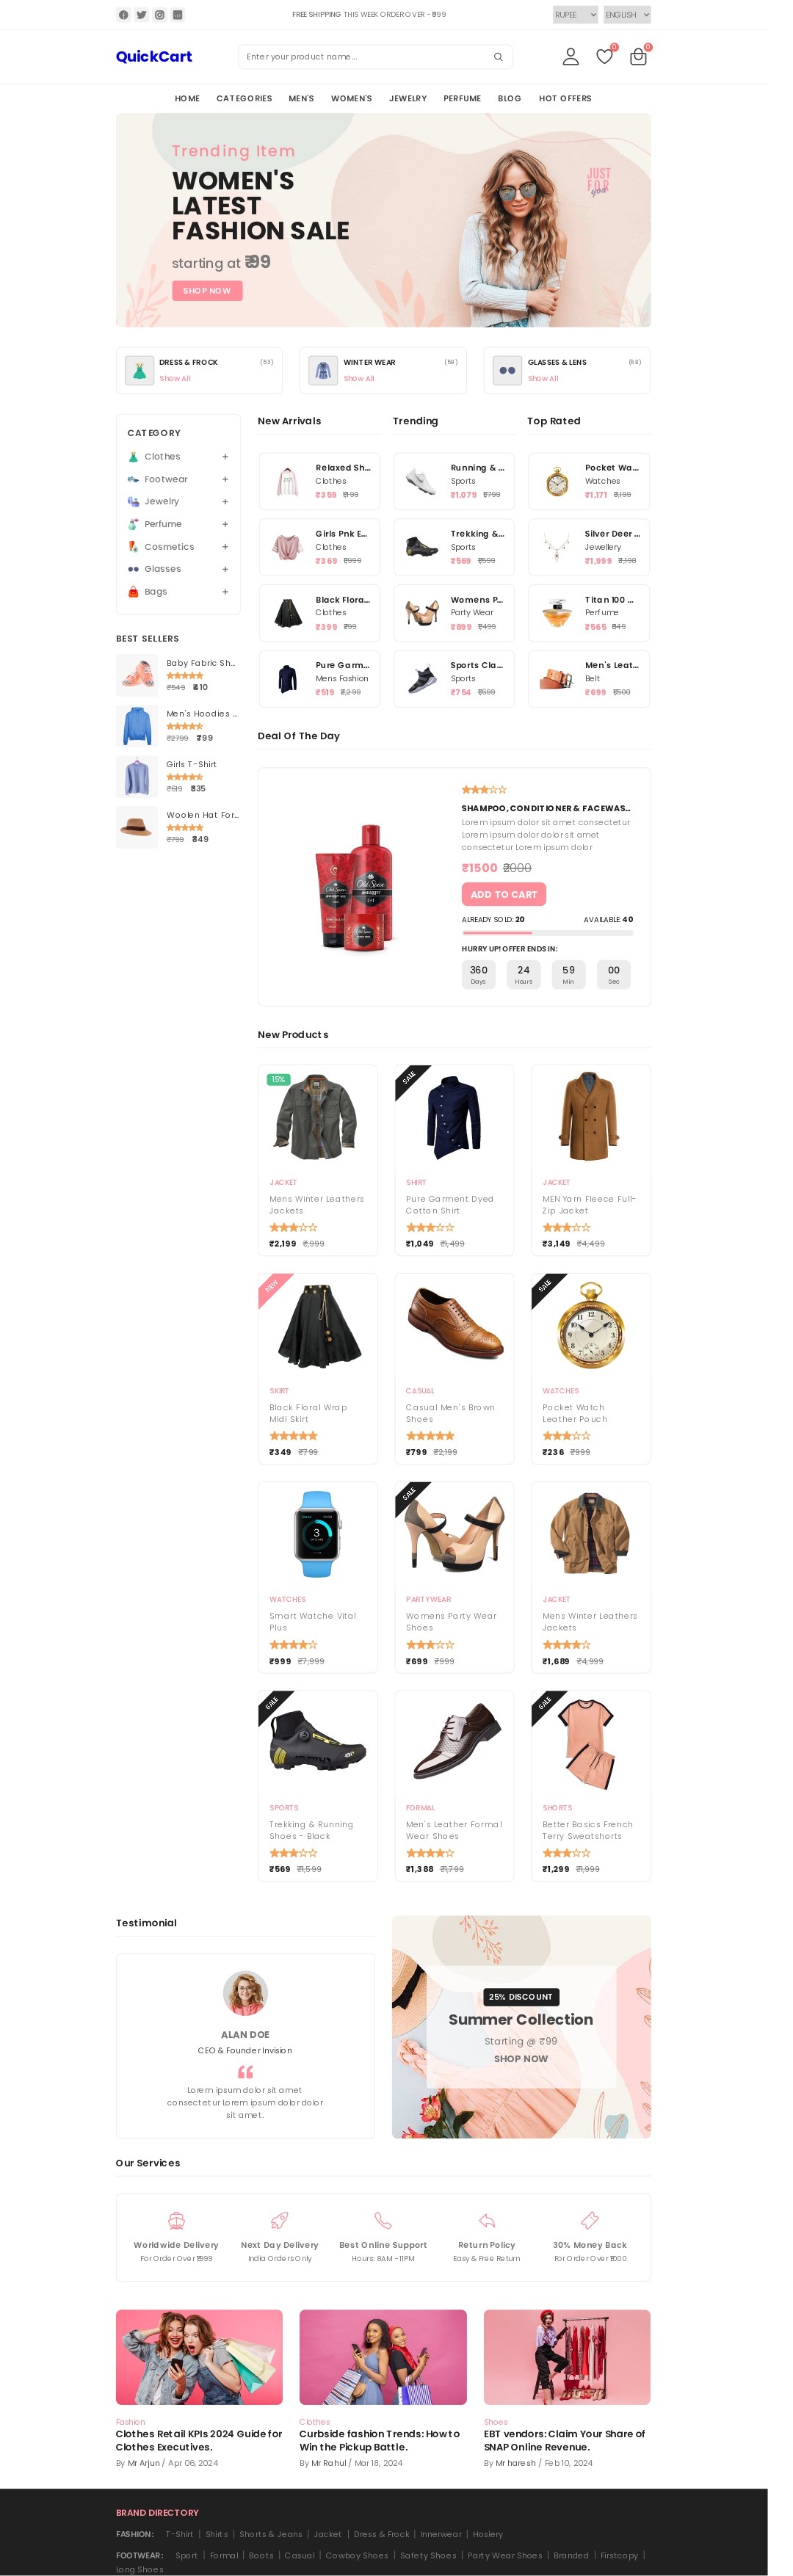 FREE SHIPPING THIS WEEK ORDER OVER - ₹899
RUPEE
ENGLISH
QuickCart
Enter your product name...
0
0
HOME
CATEGORIES
MEN'S
WOMEN'S
JEWELRY
PERFUME
BLOG
HOT OFFERS
Trending Item
WOMEN'S
LATEST
FASHION SALE
starting at ₹ 99
SHOP NOW
JUST
FOR
you
DRESS & FROCK
(53)
Show All
WINTER WEAR
(58)
Show All
GLASSES & LENS
(68)
Show All
CATEGORY
Clothes +
Footwear +
Jewelry +
Perfume +
Cosmetics +
Glasses +
Bags +
BEST SELLERS
Baby Fabric Sh...
₹549 ₹410
Men's Hoodies ...
₹2799 ₹799
Girls T-Shirt
₹619 ₹335
Woolen Hat For...
₹799 ₹349
New Arrivals
Relaxed Sh...
Clothes
₹359
Girls Pnk E...
Clothes
₹369 ₹1,999
Black Flora...
Clothes
₹399 ₹799
Pure Garm...
Mens Fashion
₹519
Trending
Running & ...
Sports
₹1,079
Trekking &...
Sports
₹569 ₹1,599
Womens P...
Party Wear
₹899
Sports Cla...
Sports
₹754
Top Rated
Pocket Wa...
Watches
₹1,171
Silver Deer ...
Jewellery
₹1,999
Titan 100 ...
Perfume
₹565
Men's Leat...
Belt
₹699
Deal Of The Day
SHAMPOO, CONDITIONER & FACEWAS...
Lorem ipsum dolor sit amet consectetur
Lorem ipsum dolor dolor sit amet
consectetur Lorem ipsum dolor
₹1500 ₹2000
ADD TO CART
ALREADY SOLD: 20
AVAILABLE: 40
HURRY UP! OFFER ENDS IN:
360
Days
24
Hours
59
Min
00
Sec
Old Spice
Old Spice
Old Spice
2in1
New Products
15%
JACKET
Mens Winter Leathers
Jackets
₹2,199
SALE
SHIRT
Pure Garment Dyed
Cotton Shirt
₹1,049 ₹1,499
JACKET
MEN Yarn Fleece Full-
Zip Jacket
₹3,149 ₹4,499
NEW
SKIRT
Black Floral Wrap
Midi Skirt
₹349 ₹799
CASUAL
Casual Men's Brown
Shoes
₹799 ₹2,199
SALE
WATCHES
Pocket Watch
Leather Pouch
₹236 ₹999
3
WATCHES
Smart Watche Vital
Plus
₹999 ₹7,999
SALE
PARTYWEAR
Womens Party Wear
Shoes
₹699 ₹999
JACKET
Mens Winter Leathers
Jackets
₹1,689 ₹4,999
SALE
SPORTS
Trekking & Running
Shoes - Black
₹569 ₹1,599
FORMAL
Men's Leather Formal
Wear Shoes
₹1,388 ₹1,799
SALE
SHORTS
Better Basics French
Terry Sweatshorts
₹1,299 ₹1,999
Testimonial
ALAN DOE
CEO & Founder Invision
Lorem ipsum dolor sit amet
consectetur Lorem ipsum dolor dolor
sit amet.
25% DISCOUNT
Summer Collection
Starting @ ₹99
SHOP NOW
Our Services
Worldwide Delivery
For Order Over ₹1999
Next Day Delivery
India Orders Only
Best Online Support
Hours: 8AM -11PM
Return Policy
Easy & Free Return
30% Money Back
For Order Over ₹1000
Fashion
Clothes Retail KPIs 2024 Guide for
Clothes Executives.
By Mr Arjun / Apr 06, 2024
Clothes
Curbside fashion Trends: How to
Win the Pickup Battle.
By Mr Rahul / Mar 18, 2024
Shoes
EBT vendors: Claim Your Share of
SNAP Online Revenue.
By Mr haresh / Feb 10, 2024
BRAND DIRECTORY
FASHION: T-Shirt | Shirts | Shorts & Jeans | Jacket | Dress & Frock | Innerwear | Hosiery
FOOTWEAR: Sport | Formal | Boots | Casual | Cowboy Shoes | Safety Shoes | Party Wear Shoes | Branded | Firstcopy |
Long Shoes